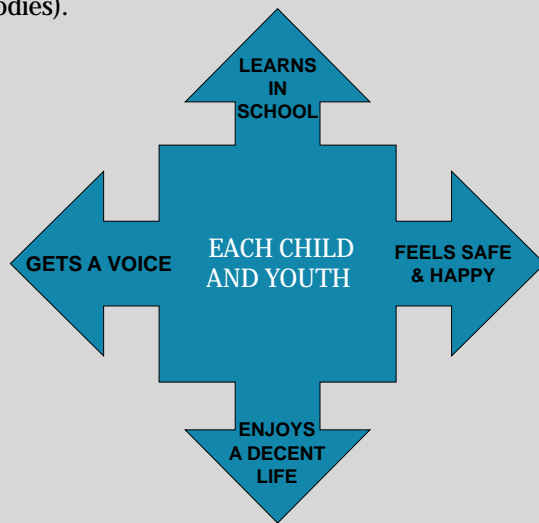 odies).
LEARNS
IN
SCHOOL
GETS A VOICE
EACH CHILD
AND YOUTH
FEELS SAFE
& HAPPY
ENJOYS
A DECENT
LIFE